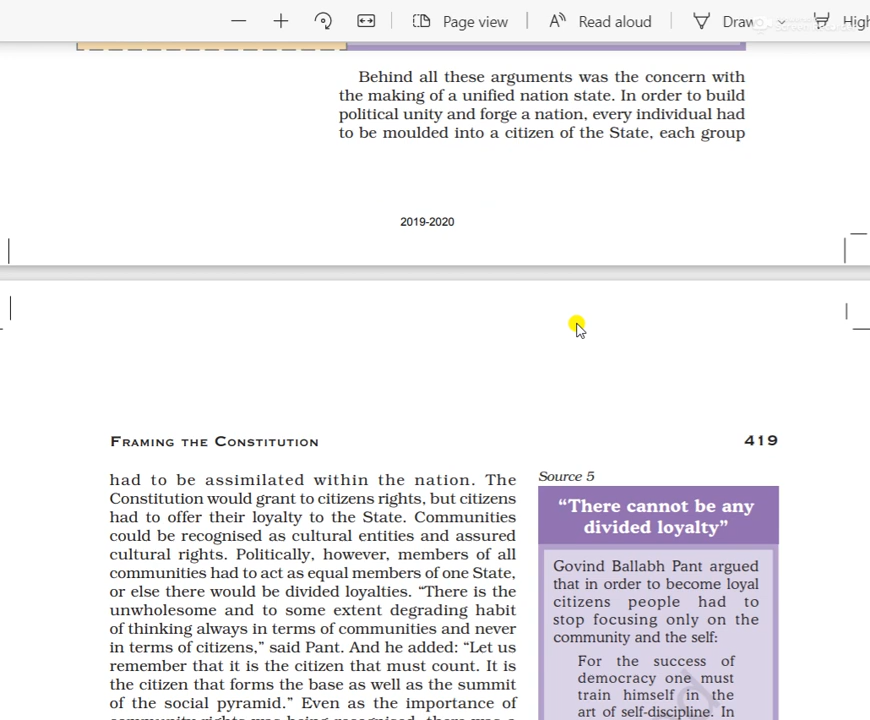 Page view
Read aloud
Draw
High
Behind all these arguments was the concern with
the making of a unified nation state. In order to build
political unity and forge a nation, every individual had
to be moulded into a citizen of the State, each group
2019-2020
FRAMING THE CONSTITUTION
419
had to be assimilated within the nation. The
Constitution would grant to citizens rights, but citizens
had to offer their loyalty to the State. Communities
could be recognised as cultural entities and assured
cultural rights. Politically, however, members of all
communities had to act as equal members of one State,
or else there would be divided loyalties. “There is the
unwholesome and to some extent degrading habit
of thinking always in terms of communities and never
in terms of citizens,” said Pant. And he added: “Let us
remember that it is the citizen that must count. It is
the citizen that forms the base as well as the summit
of the social pyramid.” Even as the importance of
community rights was being recognised, there was a
Source 5
“There cannot be any
divided loyalty”
Govind Ballabh Pant argued
that in order to become loyal
citizens people had to
stop focusing only on the
community and the self:
For the success of
democracy one must
train himself in the
art of self-discipline. In